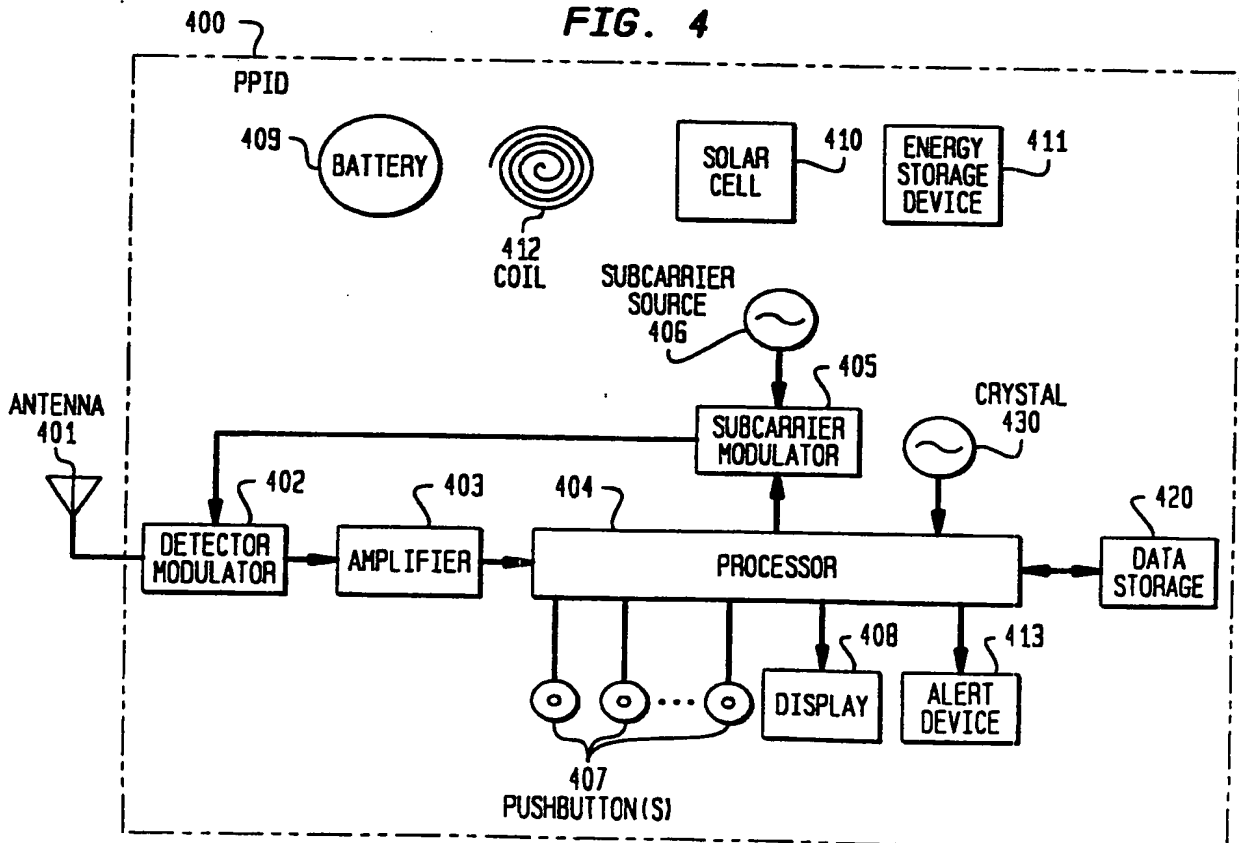 FIG. 4
400
PPID
409
BATTERY
412
COIL
SOLAR
CELL
410
ENERGY
STORAGE
DEVICE
411
SUBCARRIER
SOURCE
406
405
SUBCARRIER
MODULATOR
CRYSTAL
430
ANTENNA
401
402
DETECTOR
MODULATOR
403
AMPLIFIER
404
PROCESSOR
420
DATA
STORAGE
407
PUSHBUTTON(S)
408
DISPLAY
413
ALERT
DEVICE